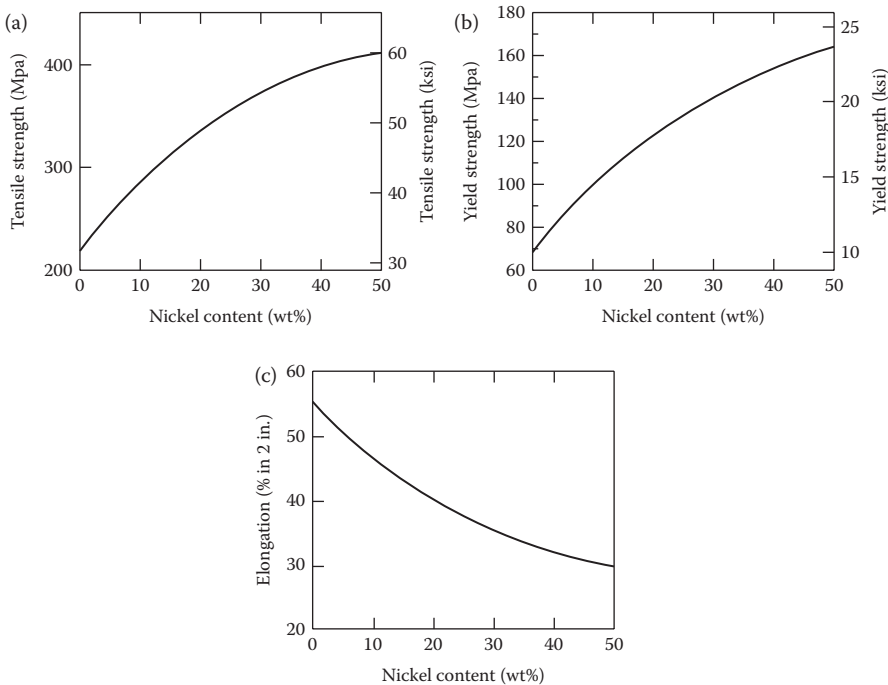 (a)
Tensile strength (Mpa)
400
300
200
60
50
40
30
Tensile strength (ksi)
0 10 20 30 40 50
Nickel content (wt%)
(b)
Yield strength (Mpa)
180
160
140
120
100
80
60
25
20
15
10
Yield strength (ksi)
0 10 20 30 40 50
Nickel content (wt%)
(c)
Elongation (% in 2 in.)
60
50
40
30
20
0 10 20 30 40 50
Nickel content (wt%)